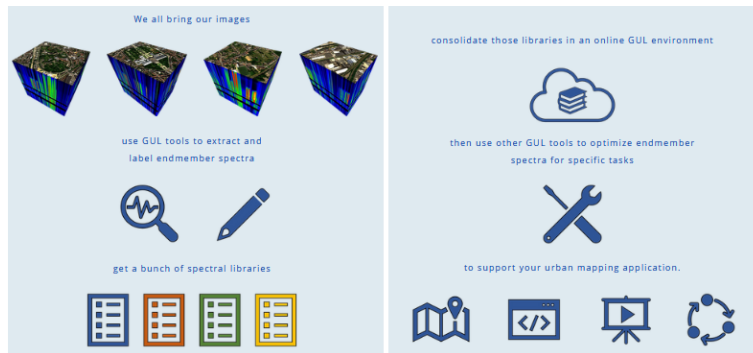 We all bring our images
use GUL tools to extract and
label endmember spectra
get a bunch of spectral libraries
consolidate those libraries in an online GUL environment
then use other GUL tools to optimize endmember
spectra for specific tasks
to support your urban mapping application.